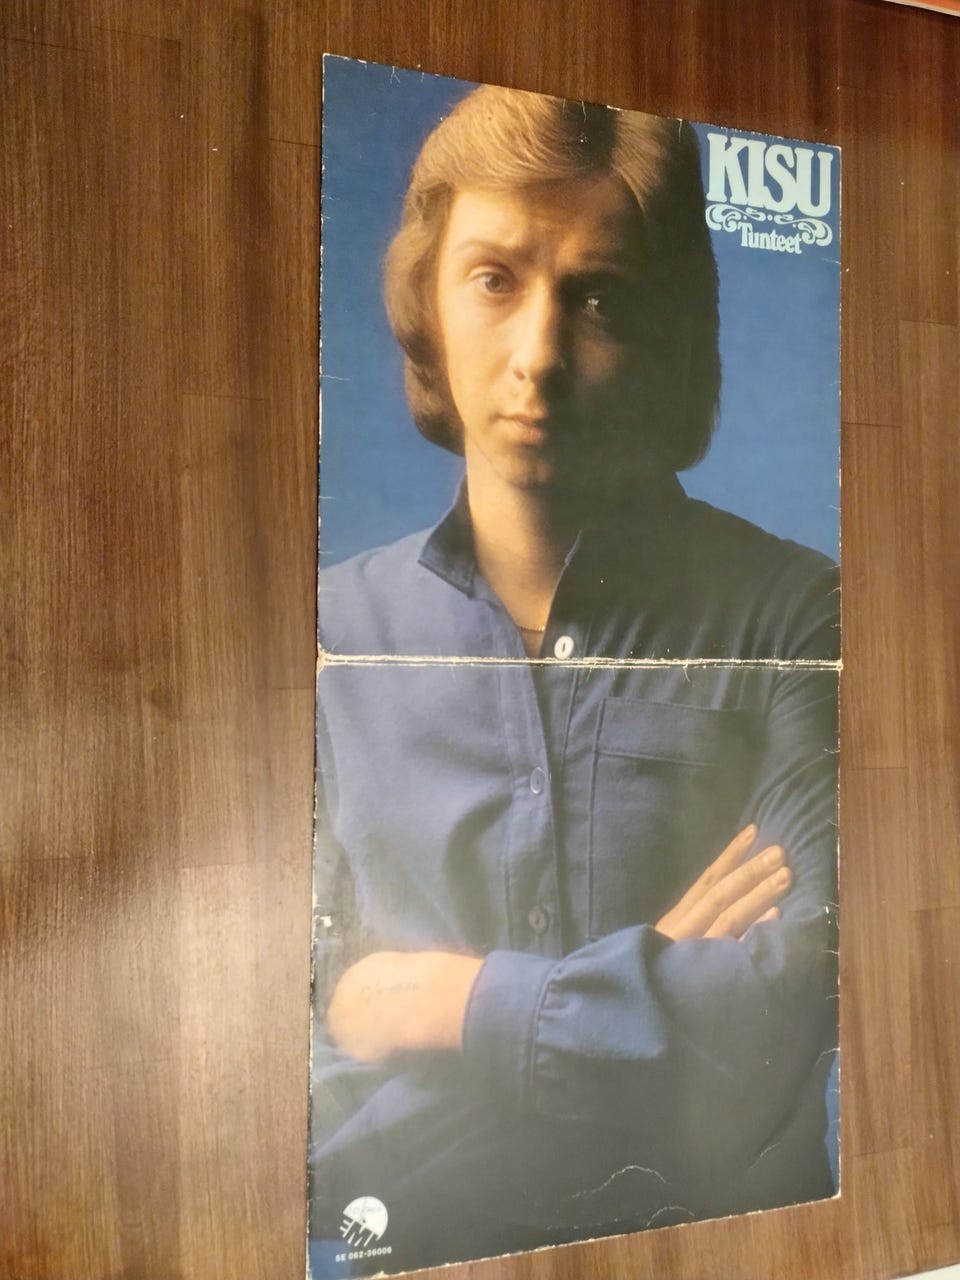 KISU
Tunteet
EMI
5E 062-36006